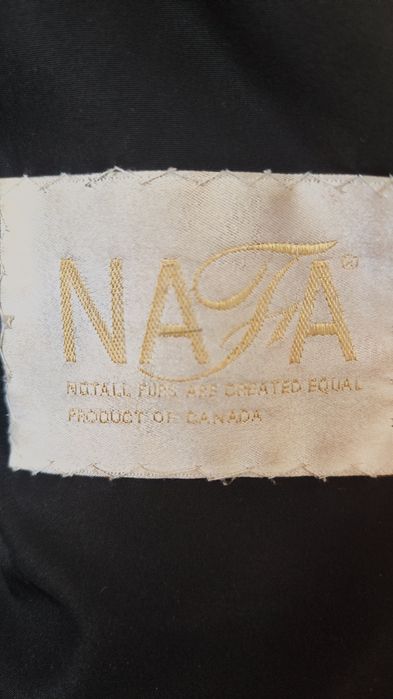 NAFA®
NOT ALL FURS ARE CREATED EQUAL
PRODUCT OF CANADA